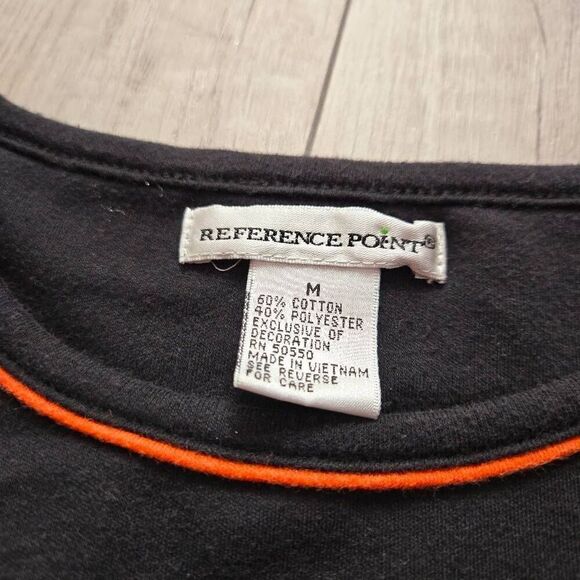 REFERENCE POINT®
M
60% COTTON
40% POLYESTER
EXCLUSIVE OF
DECORATION
RN 50550
MADE IN VIETNAM
SEE REVERSE
FOR CARE